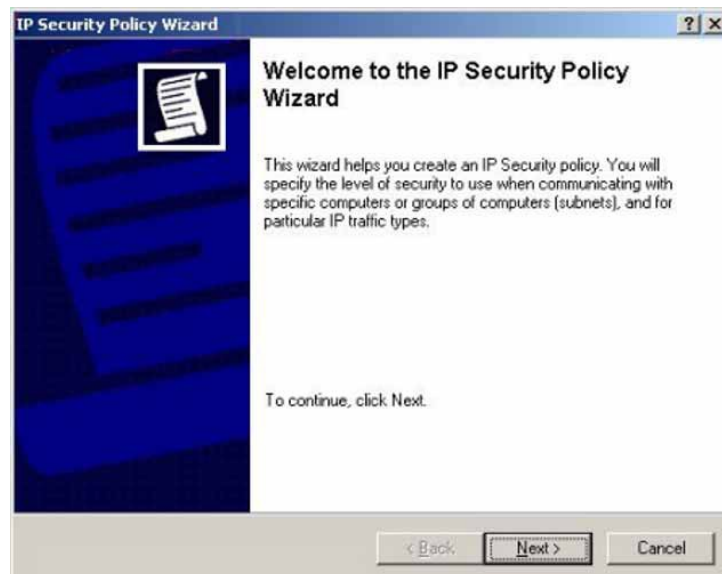 IP Security Policy Wizard
Welcome to the IP Security Policy
Wizard
This wizard helps you create an IP Security policy. You will
specify the level of security to use when communicating with
specific computers or groups of computers (subnets), and for
particular IP traffic types.
To continue, click Next.
< Back Next > Cancel